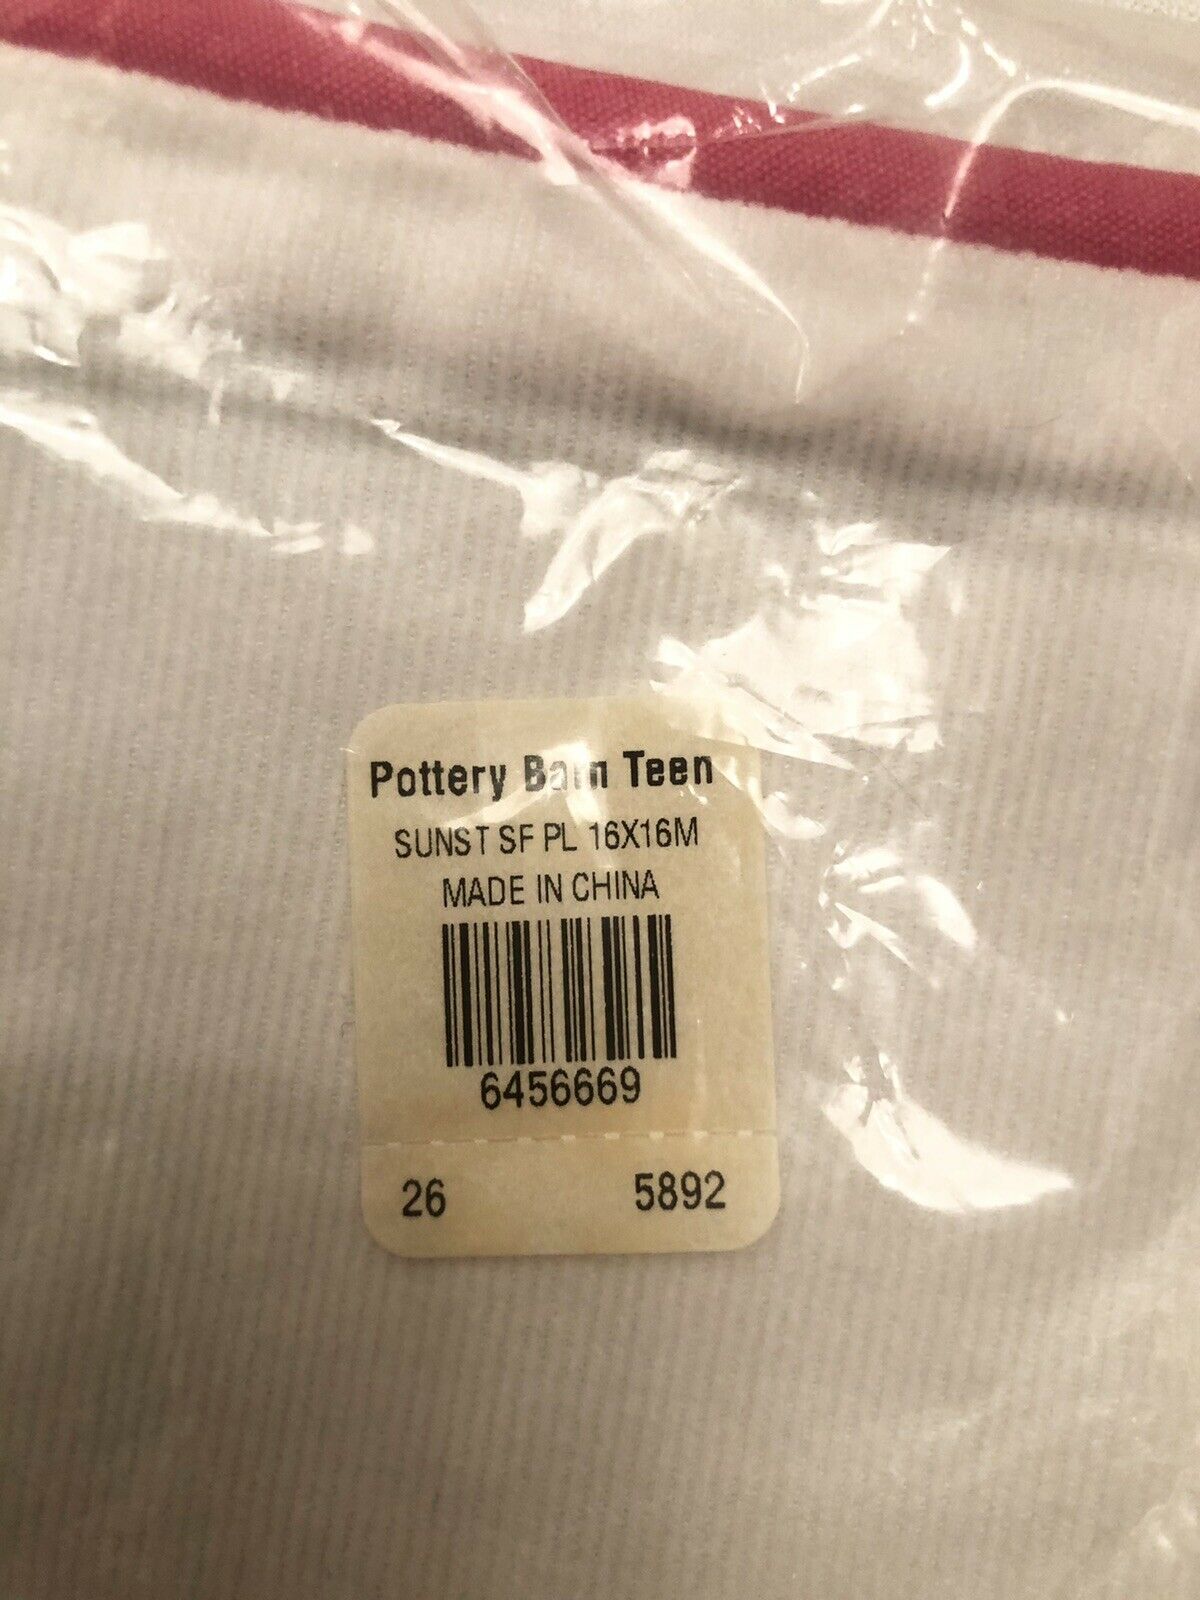 Pottery Barn Teen
SUNST SF PL 16X16M
MADE IN CHINA
6456669
26 5892